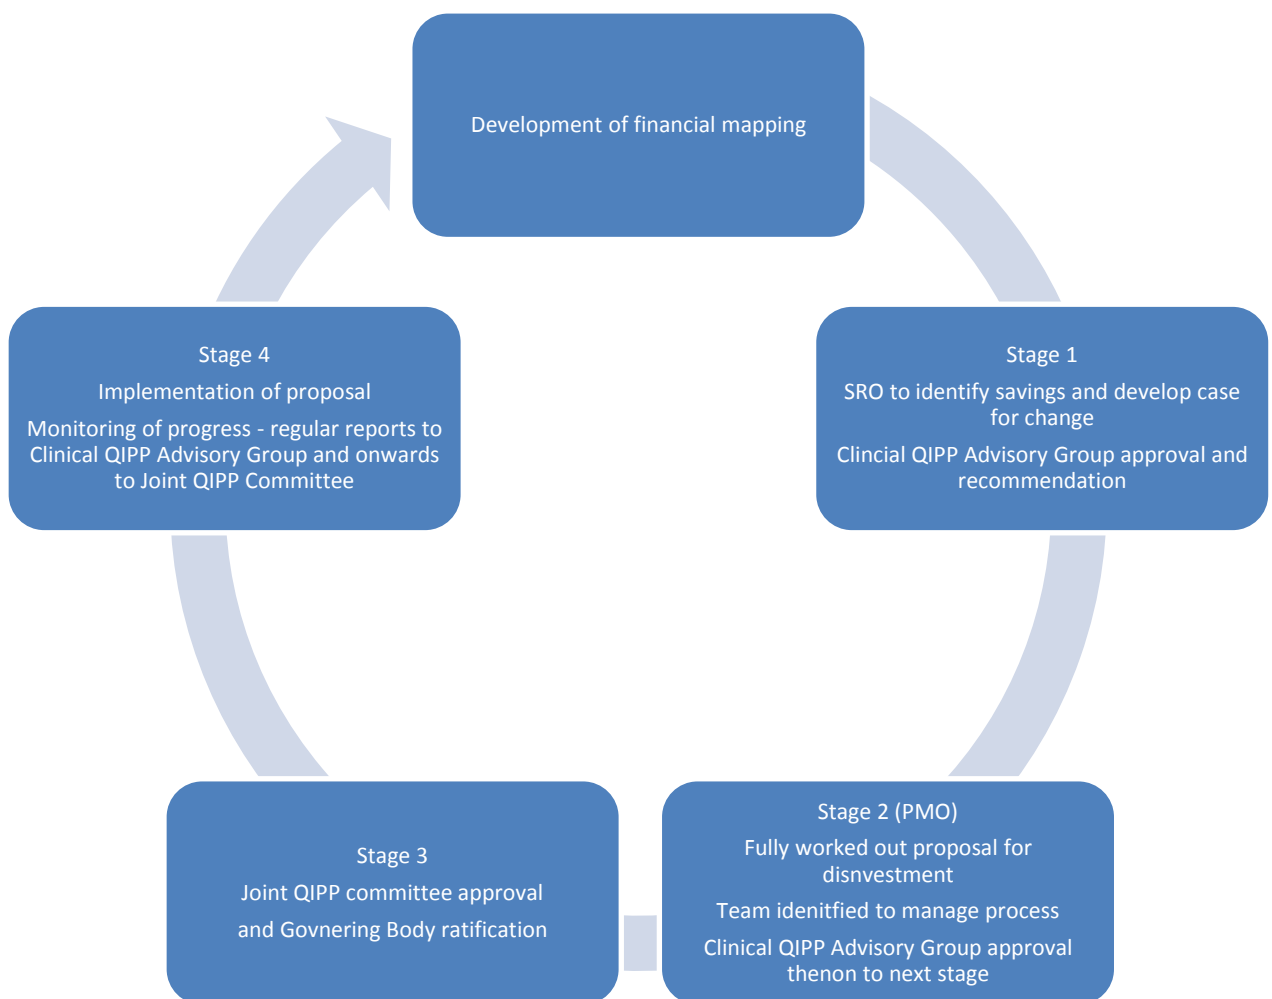 Development of financial mapping
Stage 1
SRO to identify savings and develop case
for change
Clincial QIPP Advisory Group approval and
recommendation
Stage 2 (PMO)
Fully worked out proposal for
disnvestment
Team idenitfied to manage process
Clinical QIPP Advisory Group approval
thenon to next stage
Stage 3
Joint QIPP committee approval
and Govnering Body ratification
Stage 4
Implementation of proposal
Monitoring of progress - regular reports to
Clinical QIPP Advisory Group and onwards
to Joint QIPP Committee